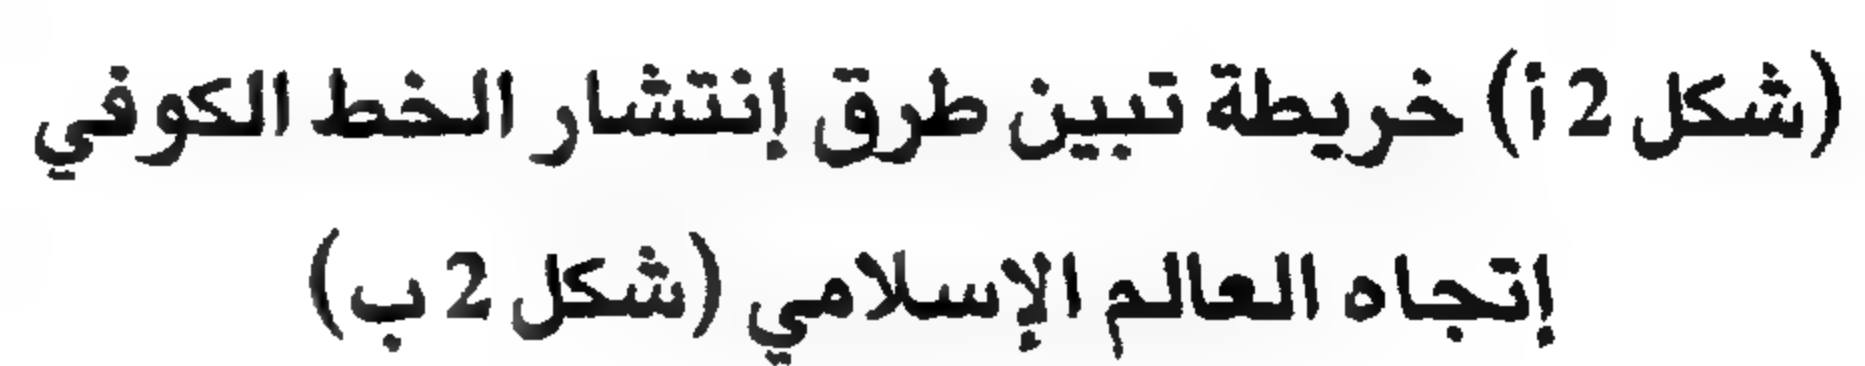 (شكل 2 أ) خريطة تبين طرق إنتشار الخط الكوفي
إتجاه العالم الإسلامي (شكل 2 ب)